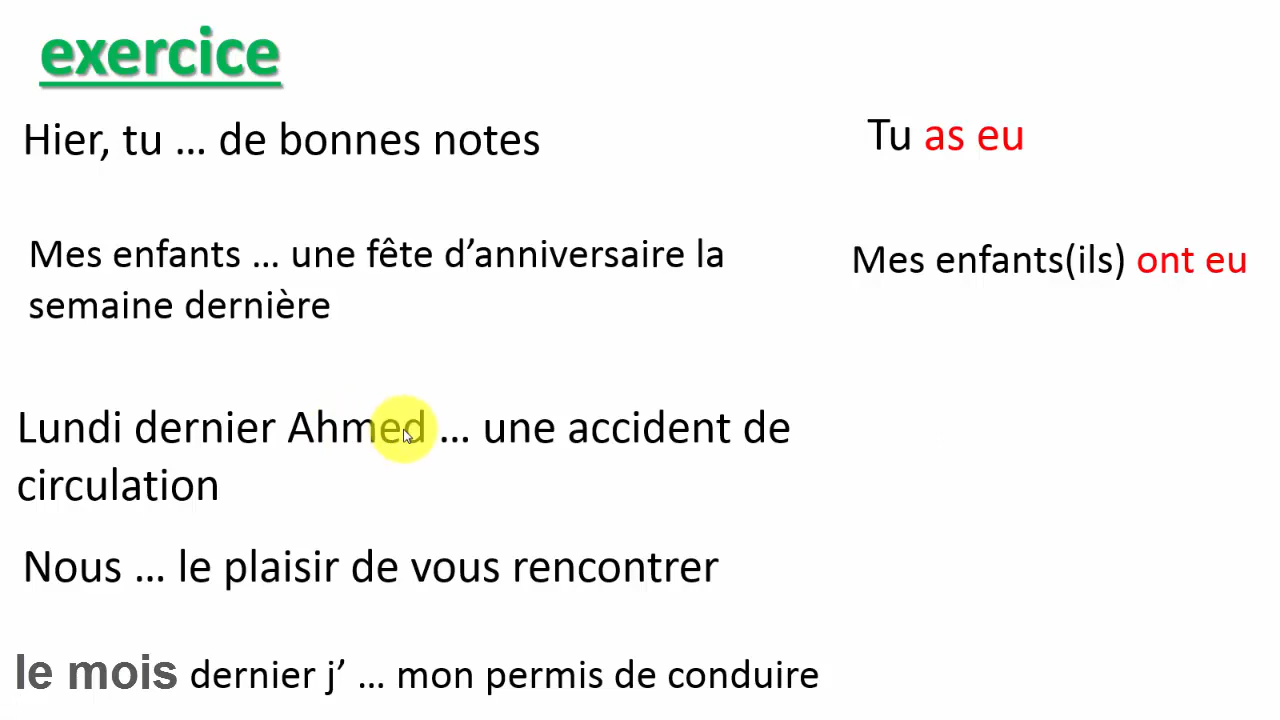 exercice
Hier, tu … de bonnes notes
Tu as eu
Mes enfants … une fête d’anniversaire la
semaine dernière
Mes enfants(ils) ont eu
Lundi dernier Ahmed … une accident de
circulation
Nous … le plaisir de vous rencontrer
le mois dernier j’ … mon permis de conduire